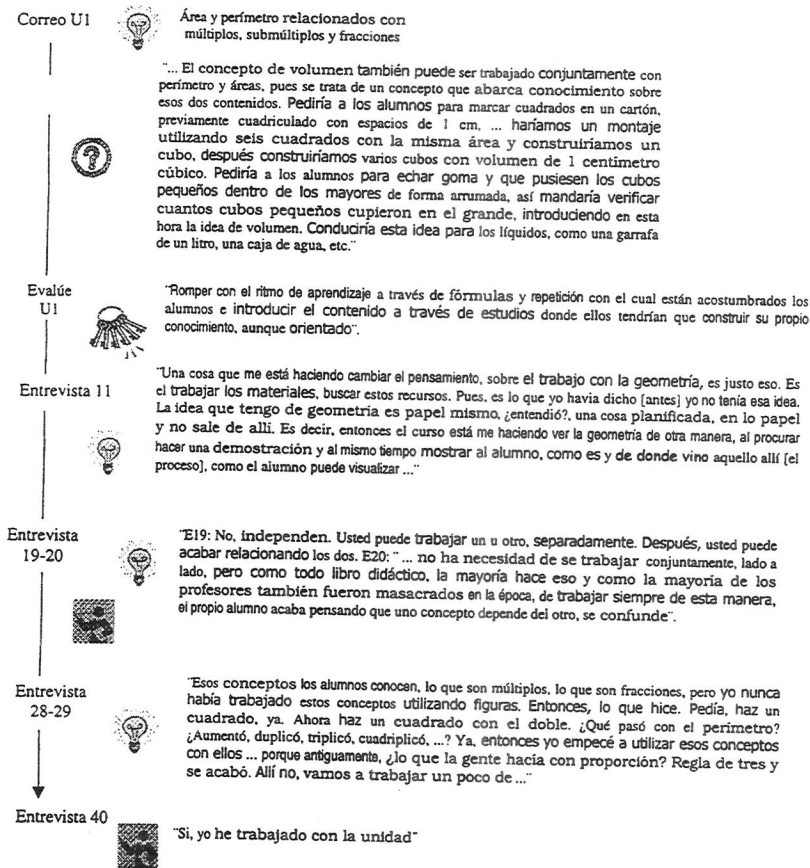 Correo U1
Área y perímetro relacionados con
múltiplos, submúltiplos y fracciones
"... El concepto de volumen también puede ser trabajado conjuntamente con
perímetro y áreas, pues se trata de un concepto que abarca conocimiento sobre
esos dos contenidos. Pediría a los alumnos para marcar cuadrados en un cartón,
previamente cuadriculado con espacios de 1 cm, ... haríamos un montaje
utilizando seis cuadrados con la misma área y construiríamos un
cubo, después construiríamos varios cubos con volumen de 1 centímetro
cúbico. Pediría a los alumnos para echar goma y que pusiesen los cubos
pequeños dentro de los mayores de forma arrumada, así mandaría verificar
cuantos cubos pequeños cupieron en el grande, introduciendo en esta
hora la idea de volumen. Conduciría esta idea para los líquidos, como una garrafa
de un litro, una caja de agua, etc."
Evalúe
U1
"Romper con el ritmo de aprendizaje a través de fórmulas y repetición con el cual están acostumbrados los
alumnos e introducir el contenido a través de estudios donde ellos tendrían que construir su propio
conocimiento, aunque orientado".
Entrevista 11
"Una cosa que me está haciendo cambiar el pensamiento, sobre el trabajo con la geometría, es justo eso. Es
el trabajar los materiales, buscar estos recursos. Pues, es lo que yo havia dicho [antes] yo no tenía esa idea.
La idea que tengo de geometría es papel mismo, ¿entendió?, una cosa planificada, en lo papel
y no sale de allí. Es decir, entonces el curso está me haciendo ver la geometría de otra manera, al procurar
hacer una demostración y al mismo tiempo mostrar al alumno, como es y de donde vino aquello allí [el
proceso], como el alumno puede visualizar ..."
Entrevista
19-20
"E19: No, independen. Usted puede trabajar un u otro, separadamente. Después, usted puede
acabar relacionando los dos. E20: "... no ha necesidad de se trabajar conjuntamente, lado a
lado, pero como todo libro didáctico, la mayoría hace eso y como la mayoría de los
profesores también fueron masacrados en la época, de trabajar siempre de esta manera,
el propio alumno acaba pensando que uno concepto depende del otro, se confunde".
Entrevista
28-29
"Esos conceptos los alumnos conocen, lo que son múltiplos, lo que son fracciones, pero yo nunca
había trabajado estos conceptos utilizando figuras. Entonces, lo que hice. Pedía, haz un
cuadrado, ya. Ahora haz un cuadrado con el doble. ¿Qué pasó con el perímetro?
¿Aumentó, duplicó, triplicó, cuadriplicó, ...? Ya, entonces yo empecé a utilizar esos conceptos
con ellos ... porque antiguamente, ¿lo que la gente hacía con proporción? Regla de tres y
se acabó. Allí no, vamos a trabajar un poco de ..."
Entrevista 40
"Si, yo he trabajado con la unidad"